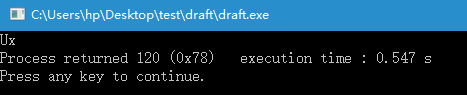 C:\Users\hp\Desktop\test\draft\draft.exe
Ux
Process returned 120 (0x78)   execution time : 0.547 s
Press any key to continue.